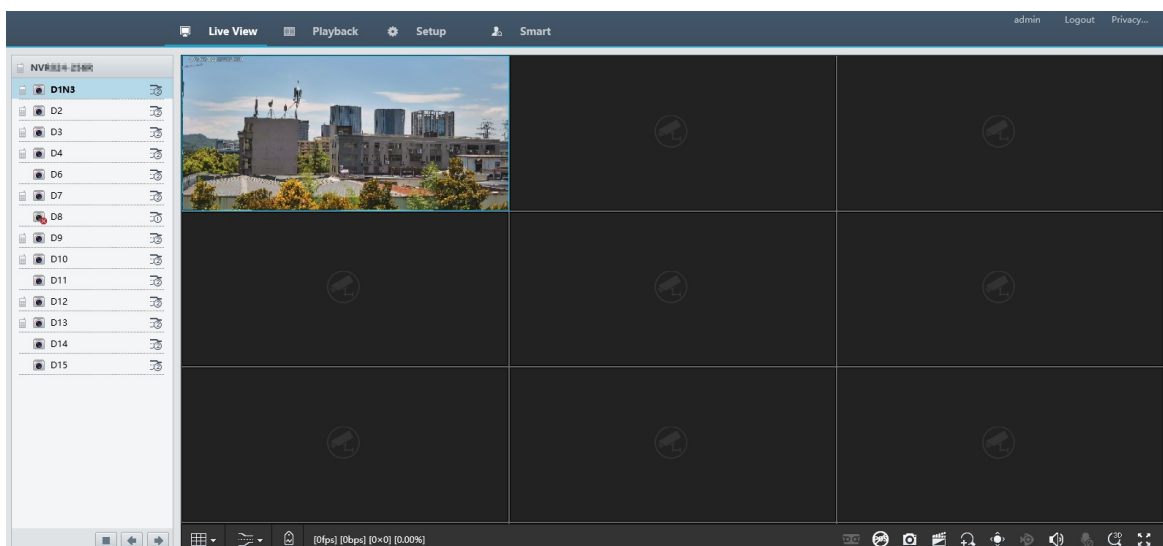 admin Logout Privacy...
Live View Playback Setup Smart
NVR
D1N3
D2
D3
D4
D6
D7
D8
D9
D10
D11
D12
D13
D14
D15
[0fps] [0bps] [0×0] [0.00%]